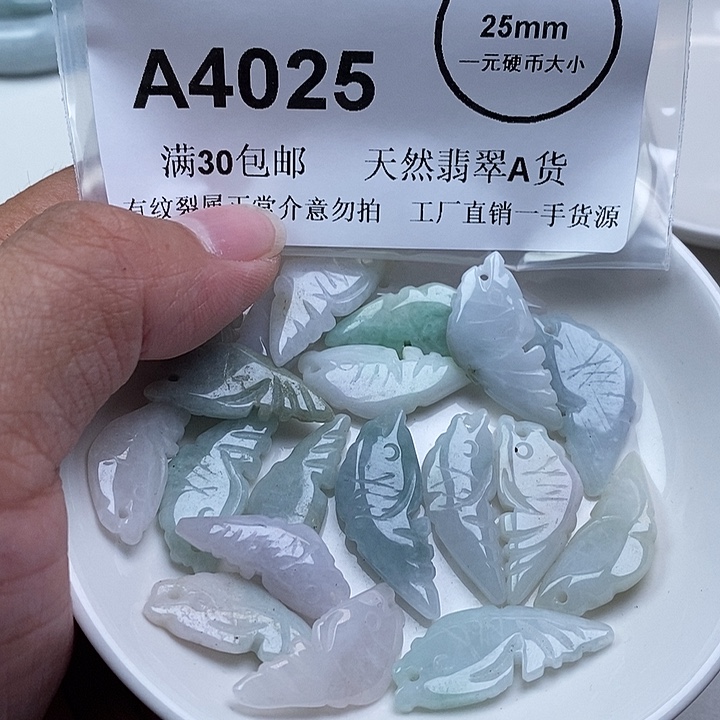 25mm
一元硬币大小
A4025
满30包邮 天然翡翠A货
有纹裂属正常介意勿拍 工厂直销一手货源